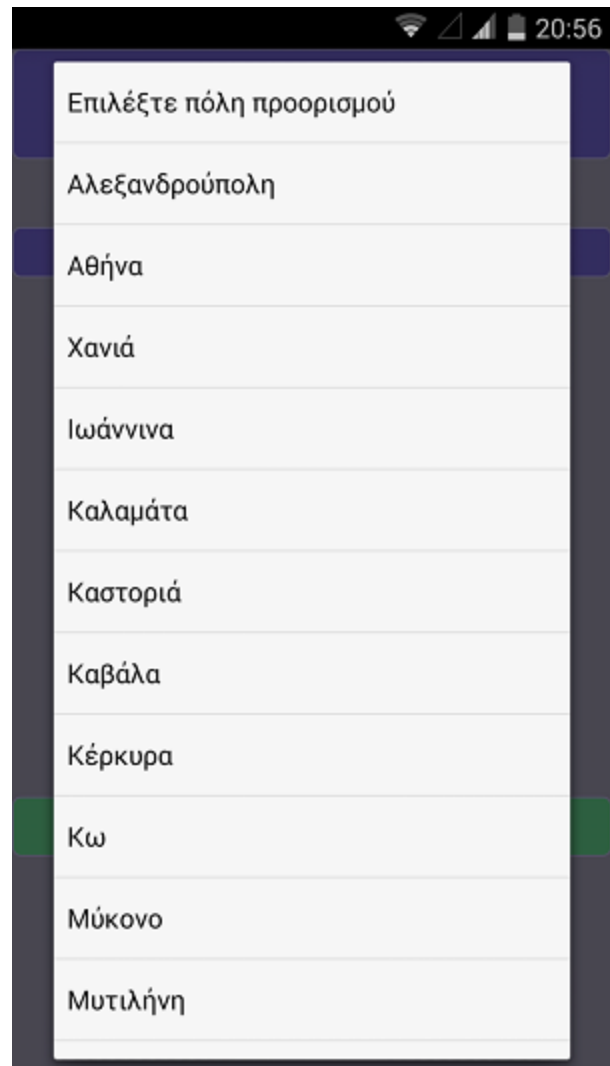 20:56
Επιλέξτε πόλη προορισμού
Αλεξανδρούπολη
Αθήνα
Χανιά
Ιωάννινα
Καλαμάτα
Καστοριά
Καβάλα
Κέρκυρα
Κω
Μύκονο
Μυτιλήνη